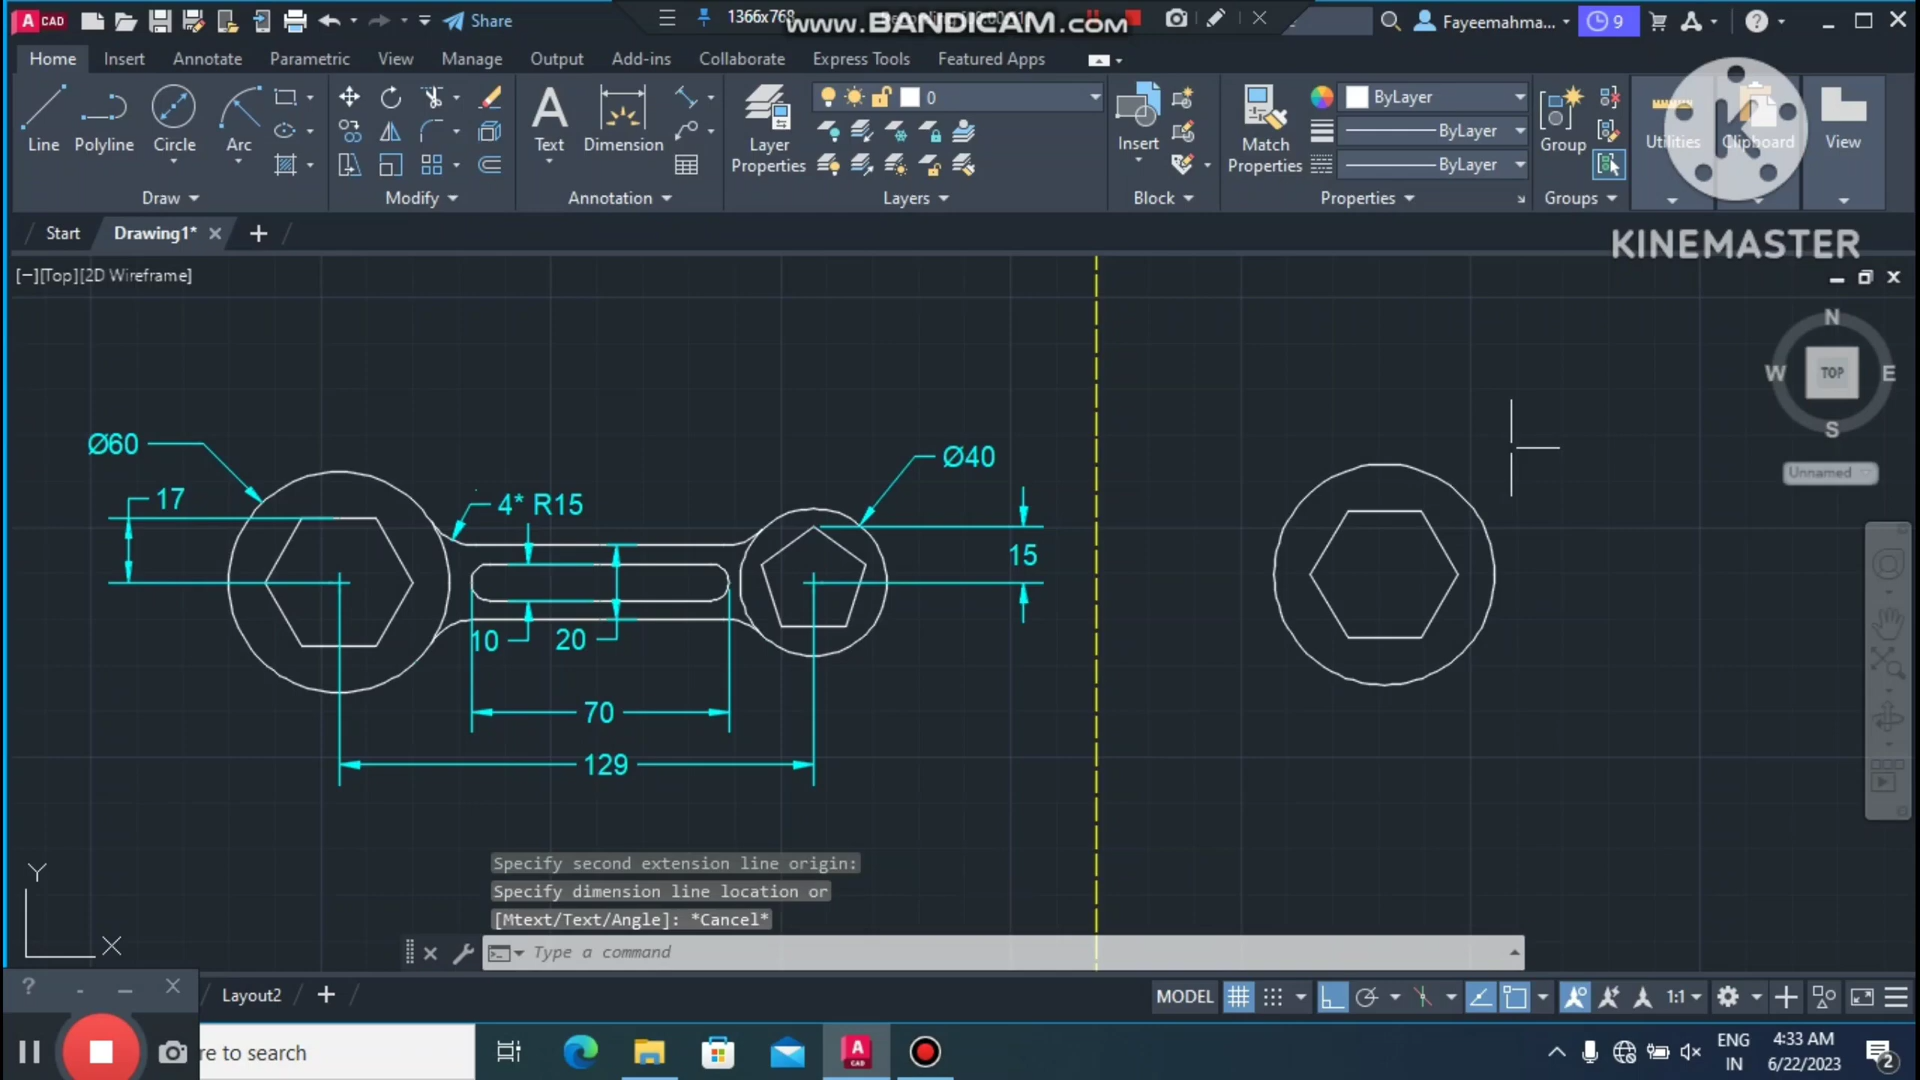 A CAD
Share
1366x768
www.BANDICAM.com
Fayeemahma...
9
Home Insert Annotate Parametric View Manage Output Add-ins Collaborate Express Tools Featured Apps
Line
Polyline
Circle
Arc
Draw
Modify
Text
Dimension
Annotation
Layer Properties
0
Layers
Insert
Block
Match Properties
ByLayer
ByLayer
ByLayer
Properties
Group
Groups
Utilities
Clipboard
View
KINEMASTER
Start
Drawing1*
[−][Top][2D Wireframe]
N
W TOP E
S
Unnamed
Ø60
17
4* R15
Ø40
15
10
20
70
129
Specify second extension line origin:
Specify dimension line location or
[Mtext/Text/Angle]: *Cancel*
Type a command
Y
X
Layout2
MODEL
1:1
re to search
A CAD
ENG
IN
4:33 AM
6/22/2023
2